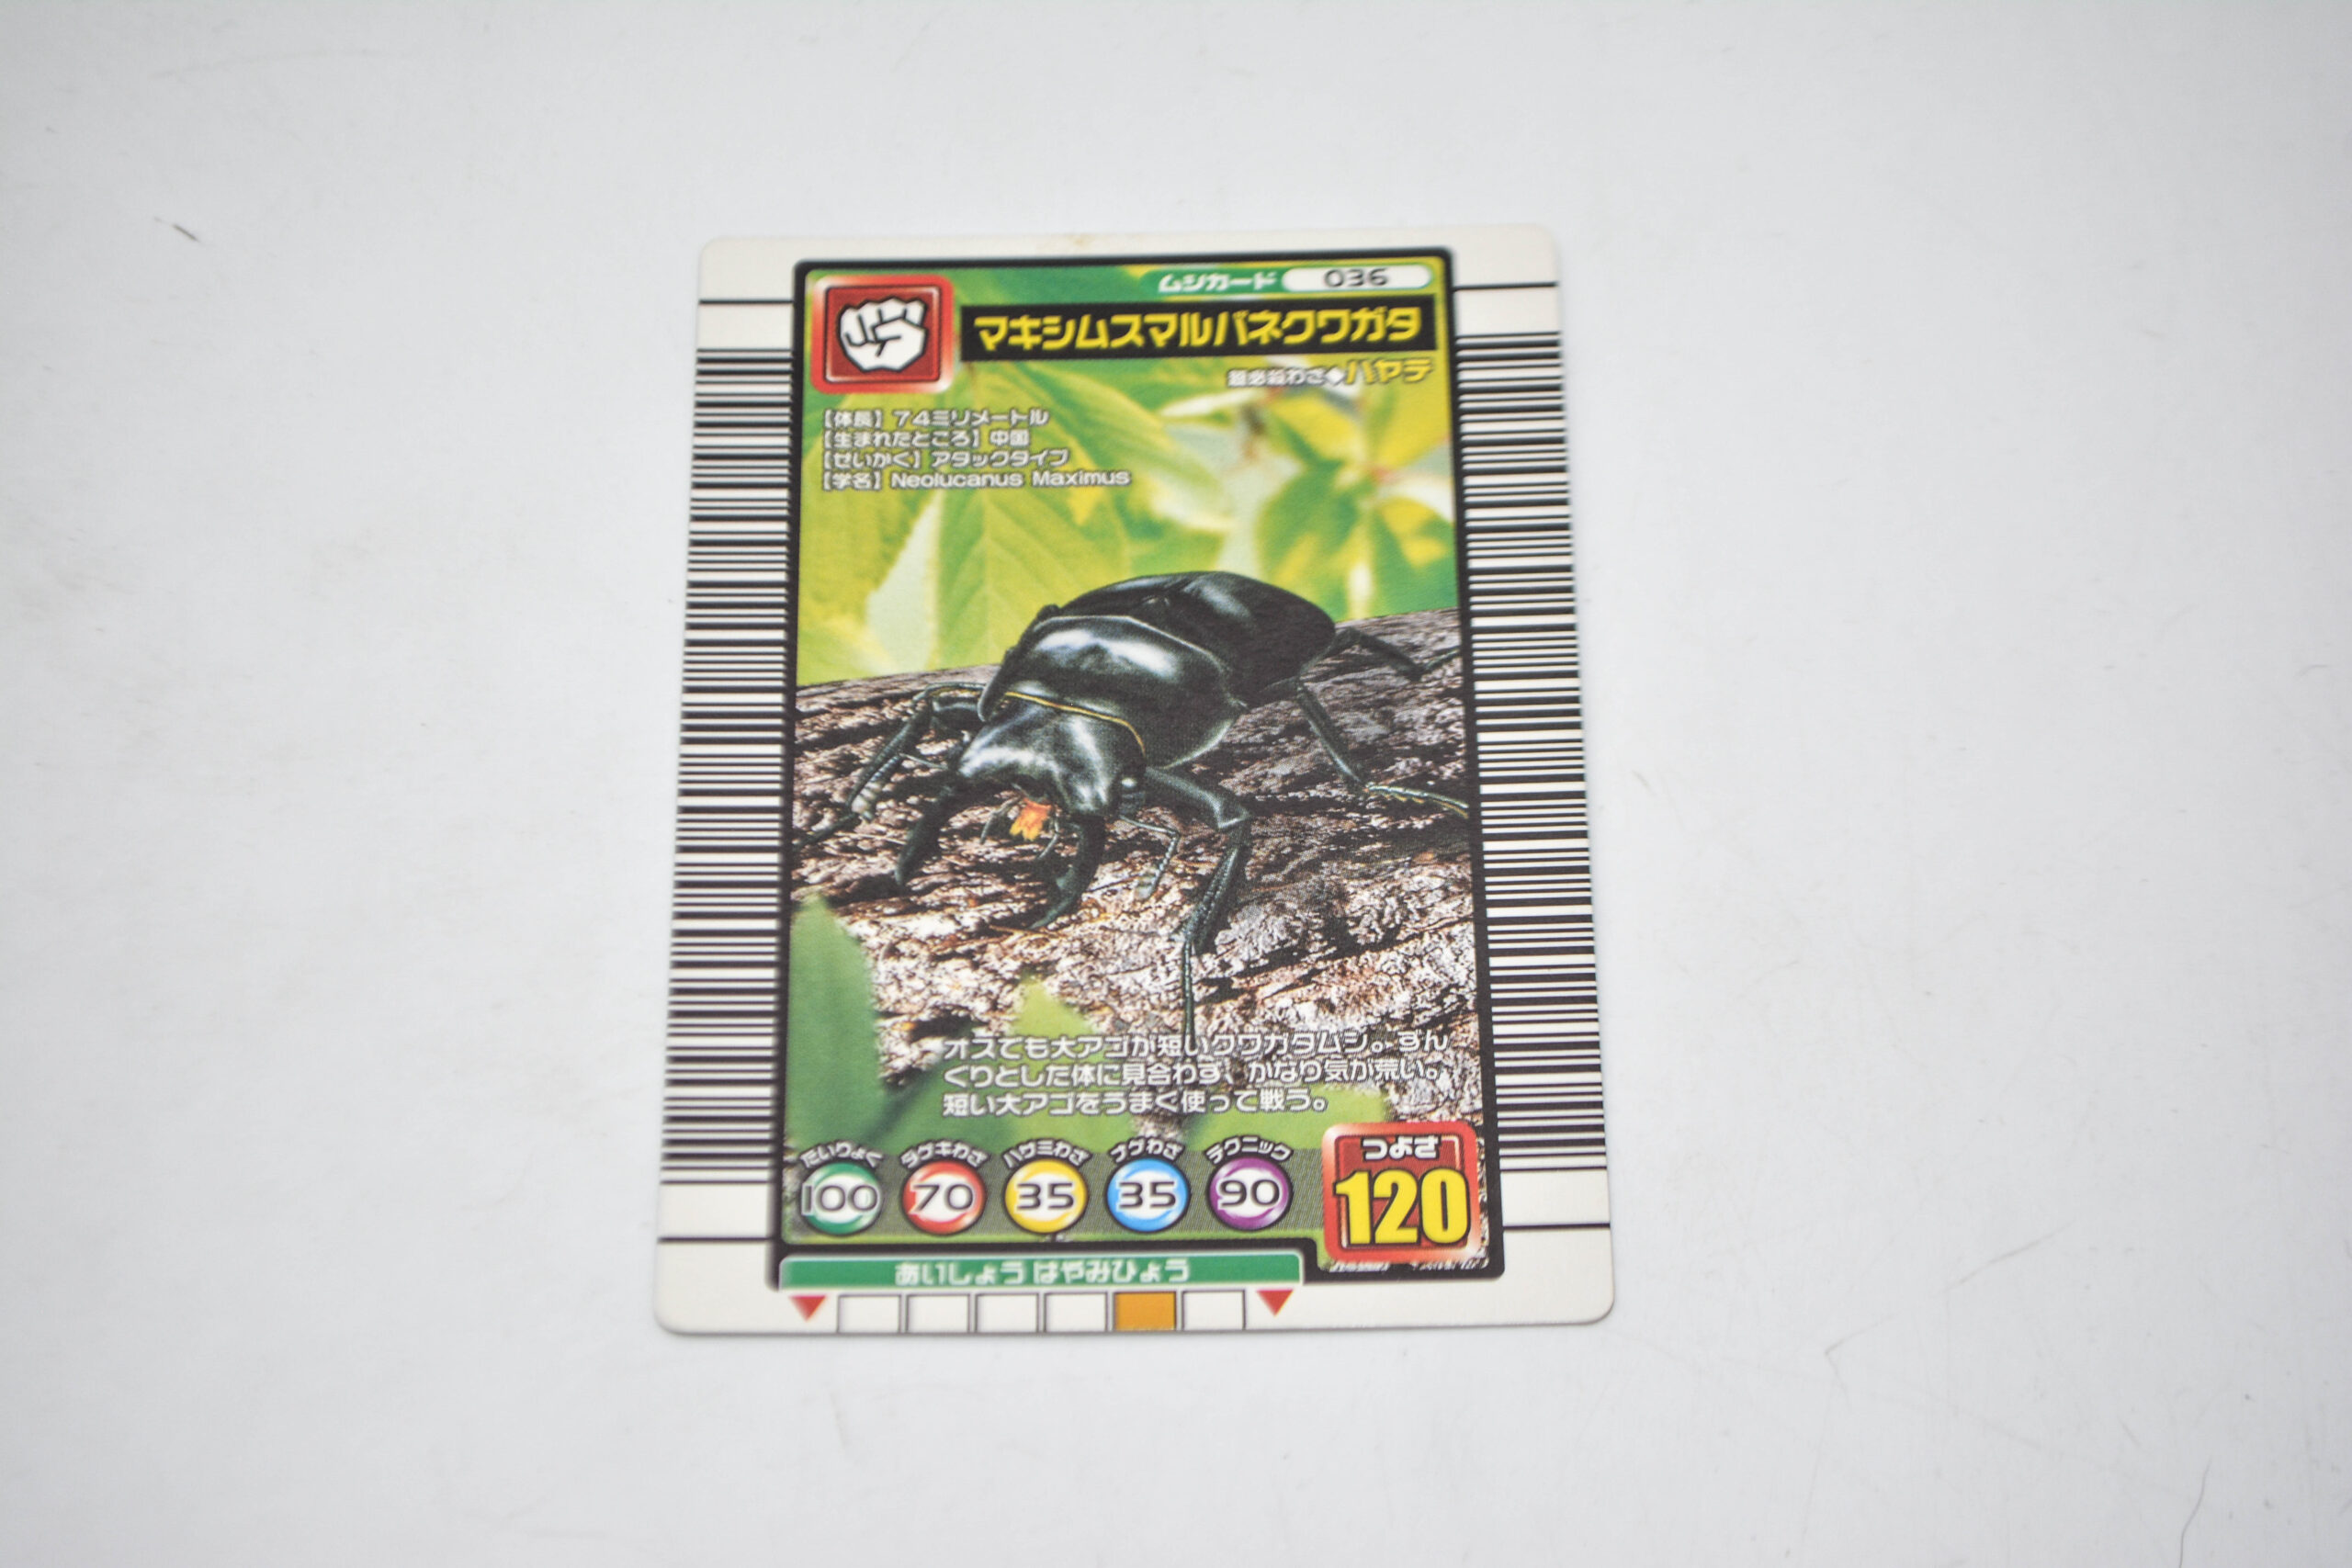 ムシカード 036
マキシムスマルバネクワガタ
超必殺わざ◆ハヤテ
【体長】74ミリメートル
【生まれたところ】中国
【せいかく】アタックタイプ
【学名】Neolucanus Maximus
オスでも大アゴが短いクワガタムシ。ずん
ぐりとした体に見合わず、かなり気が荒い。
短い大アゴをうまく使って戦う。
たいりょく ダゲキわざ ハサミわざ ナゲわざ テクニック つよさ
100 70 35 35 90 120
あいしょうはやみひょう